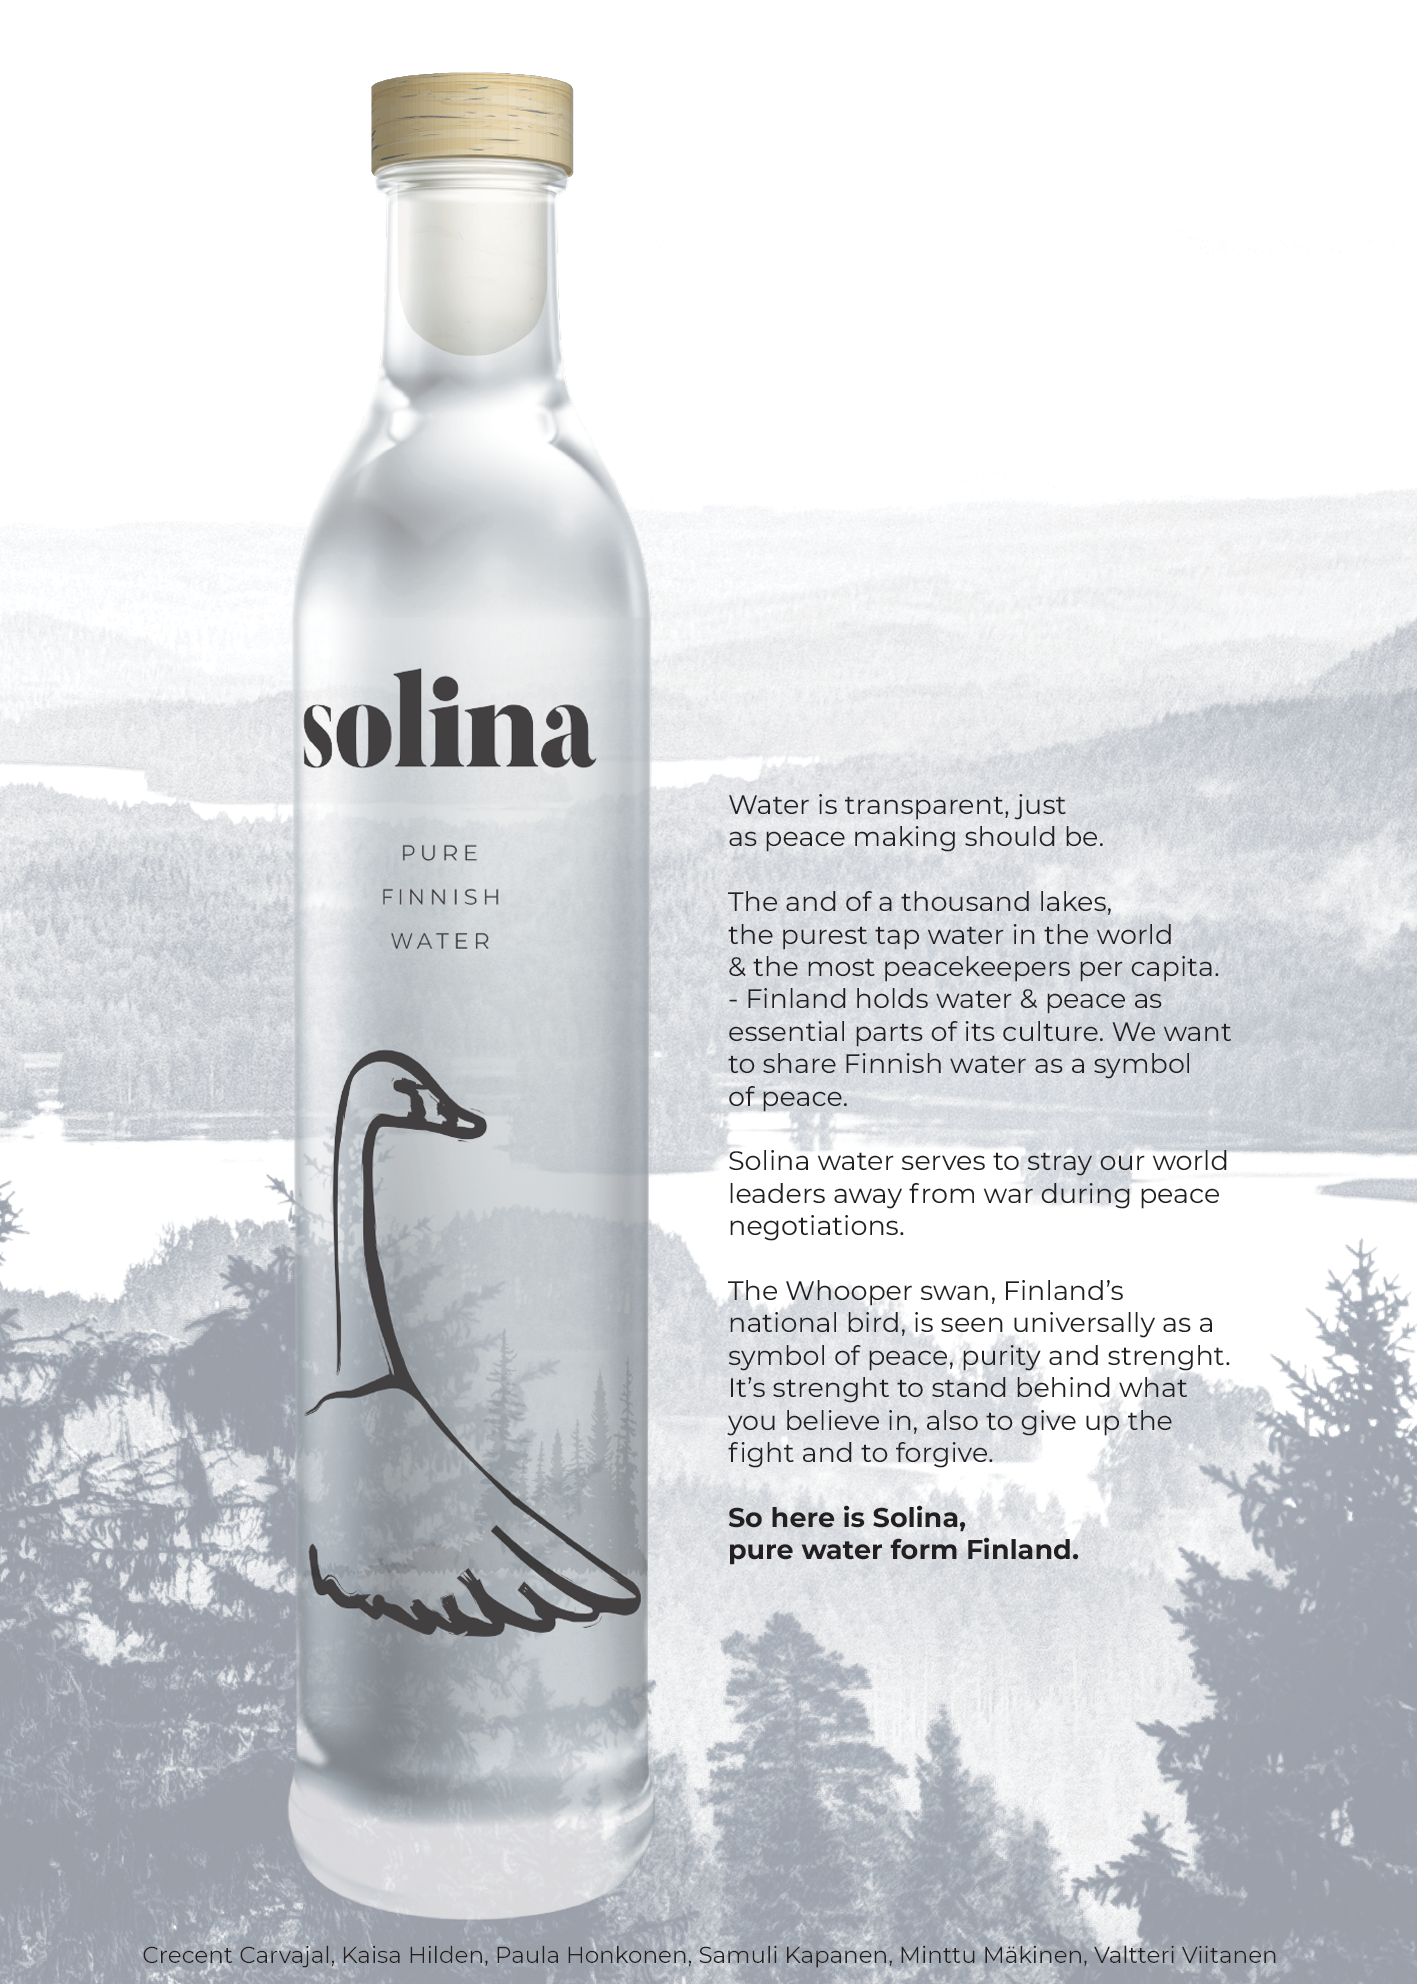 solina
PURE
FINNISH
WATER
Water is transparent, just
as peace making should be.
The and of a thousand lakes,
the purest tap water in the world
& the most peacekeepers per capita.
- Finland holds water & peace as
essential parts of its culture. We want
to share Finnish water as a symbol
of peace.
Solina water serves to stray our world
leaders away from war during peace
negotiations.
The Whooper swan, Finland’s
national bird, is seen universally as a
symbol of peace, purity and strenght.
It’s strenght to stand behind what
you believe in, also to give up the
fight and to forgive.
So here is Solina,
pure water form Finland.
Crecent Carvajal, Kaisa Hilden, Paula Honkonen, Samuli Kapanen, Minttu Mäkinen, Valtteri Viitanen